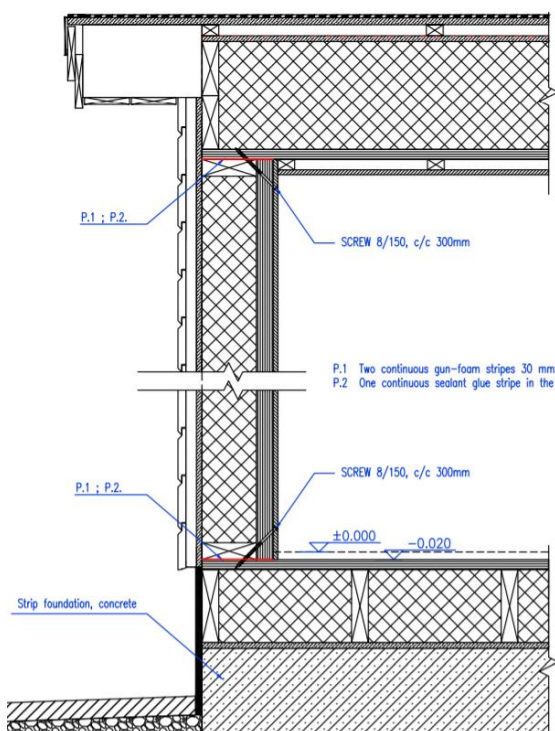 P.1 ; P.2.
SCREW 8/150, c/c 300mm
P.1 Two continuous gun-foam stripes 30 mm
P.2 One continuous sealant glue stripe in the
SCREW 8/150, c/c 300mm
P.1 ; P.2.
±0.000
-0.020
Strip foundation, concrete